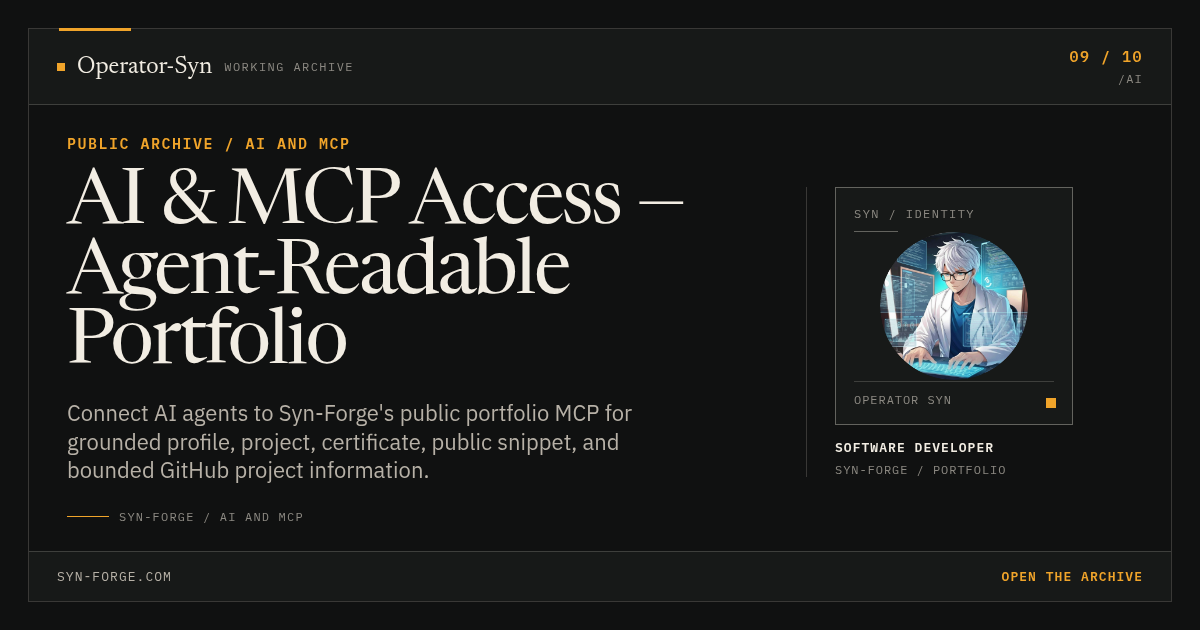 Operator-Syn WORKING ARCHIVE
09 / 10
/AI
PUBLIC ARCHIVE / AI AND MCP
AI & MCP Access —
Agent-Readable
Portfolio
Connect AI agents to Syn-Forge's public portfolio MCP for
grounded profile, project, certificate, public snippet, and
bounded GitHub project information.
SYN-FORGE / AI AND MCP
SYN / IDENTITY
OPERATOR SYN
SOFTWARE DEVELOPER
SYN-FORGE / PORTFOLIO
SYN-FORGE.COM
OPEN THE ARCHIVE